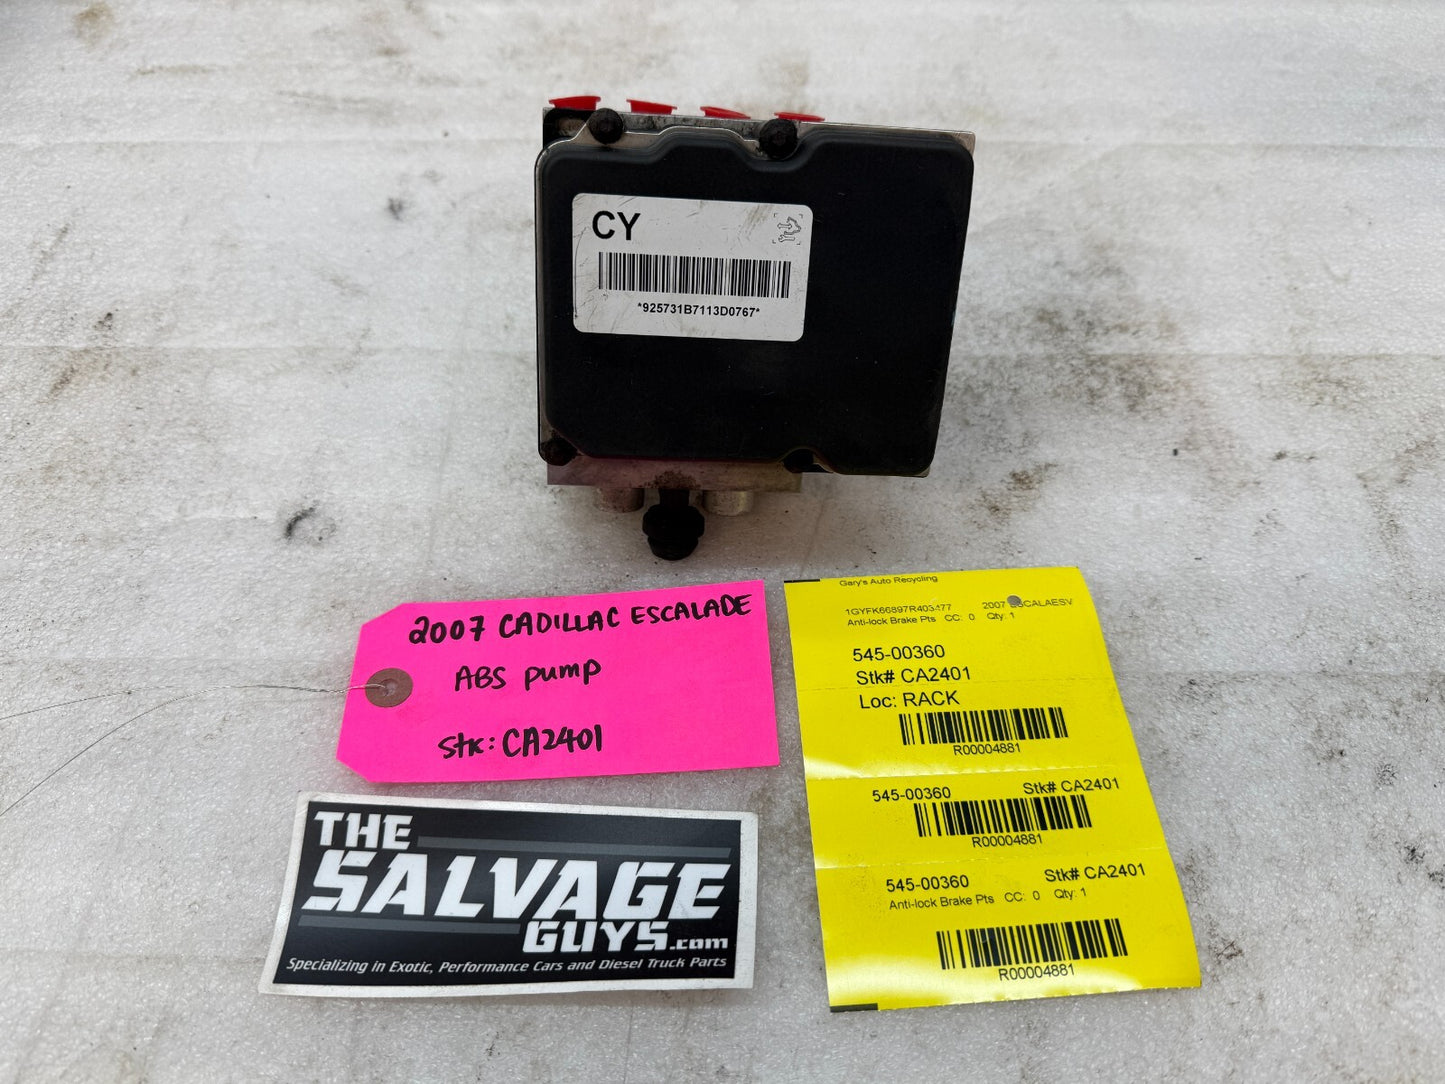 CY
*925731B7113D0767*
2007 CADILLAC ESCALADE
ABS pump
Stk: CA2401
THE
SALVAGE
GUYS.com
Specializing in Exotic, Performance Cars and Diesel Truck Parts
Gary's Auto Recycling
2007
Anti-lock Brake Pts CC: 0 Qty: 1
545-00360
Stk# CA2401
Loc: RACK
R00004881
545-00360 Stk# CA2401
R00004881
545-00360 Stk# CA2401
Anti-lock Brake Pts CC: 0 Qty: 1
R00004881